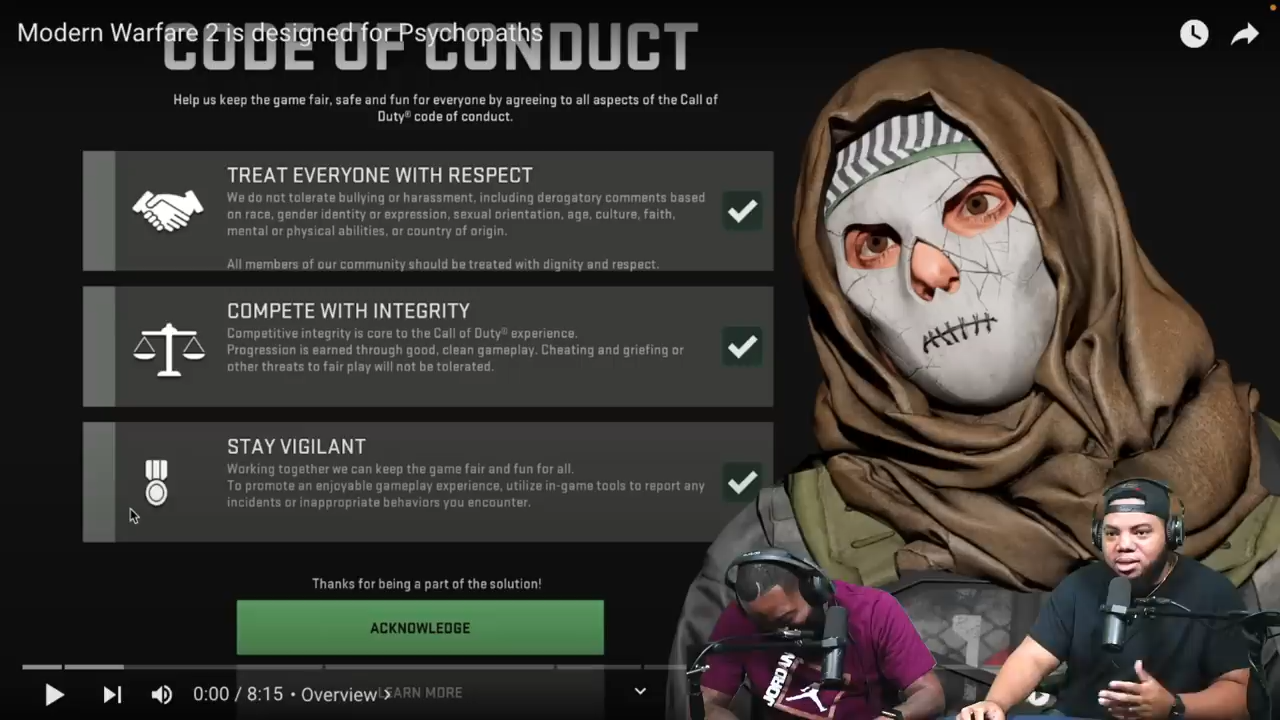 Modern Warfare 2 is designed for Psychopaths
CODE OF CONDUCT
Help us keep the game fair, safe and fun for everyone by agreeing to all aspects of the Call of
Duty® code of conduct.
TREAT EVERYONE WITH RESPECT
We do not tolerate bullying or harassment, including derogatory comments based
on race, gender identity or expression, sexual orientation, age, culture, faith,
mental or physical abilities, or country of origin.
All members of our community should be treated with dignity and respect.
COMPETE WITH INTEGRITY
Competitive integrity is core to the Call of Duty® experience.
Progression is earned through good, clean gameplay. Cheating and griefing or
other threats to fair play will not be tolerated.
STAY VIGILANT
Working together we can keep the game fair and fun for all.
To promote an enjoyable gameplay experience, utilize in-game tools to report any
incidents or inappropriate behaviors you encounter.
Thanks for being a part of the solution!
ACKNOWLEDGE
JORDAN
0:00 / 8:15 • Overview >
LEARN MORE